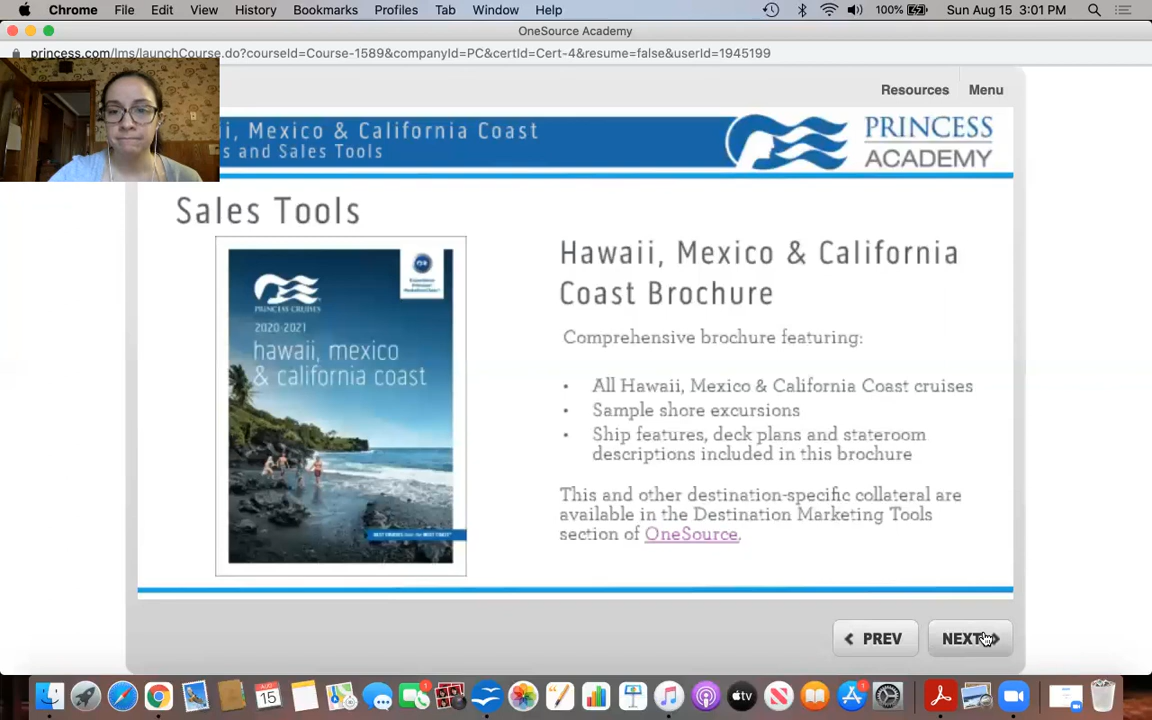 Chrome File Edit View History Bookmarks Profiles Tab Window Help 100% Sun Aug 15 3:01 PM
OneSource Academy
princess.com/lms/launchCourse.do?courseId=Course-1589&companyId=PC&certId=Cert-4&resume=false&userId=1945199
Resources Menu
i, Mexico & California Coast
s and Sales Tools
PRINCESS
ACADEMY
Sales Tools
PRINCESS CRUISES
2020-2021
hawaii, mexico
& california coast
Hawaii, Mexico & California
Coast Brochure
Comprehensive brochure featuring:
• All Hawaii, Mexico & California Coast cruises
• Sample shore excursions
• Ship features, deck plans and stateroom
descriptions included in this brochure
This and other destination-specific collateral are
available in the Destination Marketing Tools
section of OneSource.
PREV
NEXT
AUG
15
tv
1
1